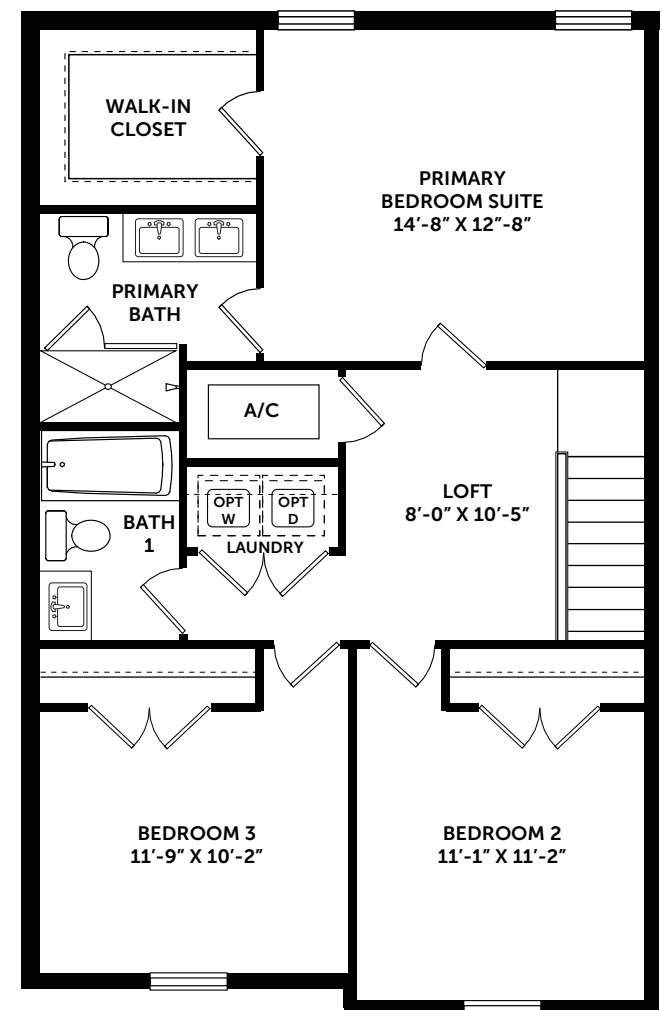 WALK-IN
CLOSET
PRIMARY
BEDROOM SUITE
14’-8” X 12”-8”
PRIMARY
BATH
A/C
LOFT
8’-0” X 10’-5”
OPT
W
OPT
D
LAUNDRY
BATH
1
BEDROOM 3
11’-9” X 10’-2”
BEDROOM 2
11’-1” X 11’-2”